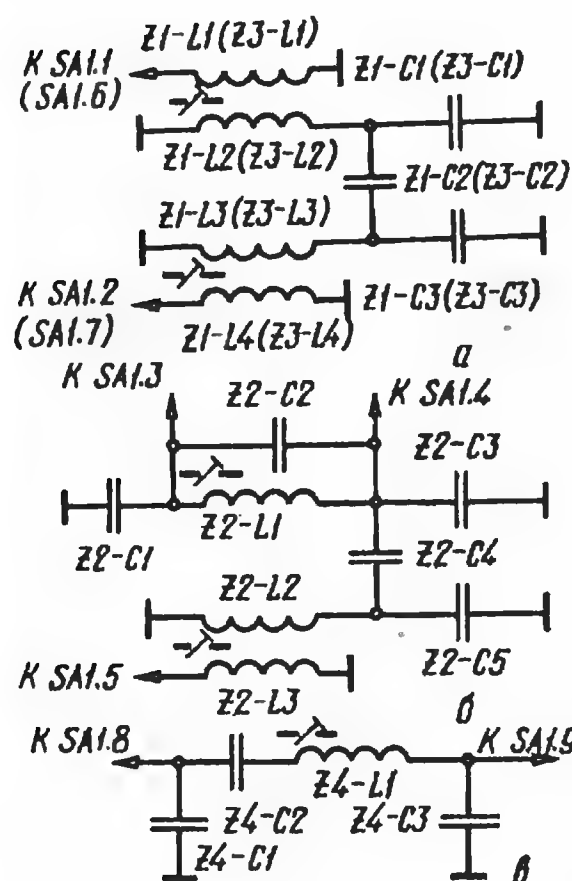 Z1-L1(Z3-L1)
К SA1.1
(SA1.6)
Z1-C1(Z3-C1)
Z1-L2(Z3-L2)
Z1-C2(Z3-C2)
Z1-L3(Z3-L3)
К SA1.2
(SA1.7)
Z1-C3(Z3-C3)
Z1-L4(Z3-L4)
а
К SA1.3
Z2-C2
К SA1.4
Z2-C3
Z2-C1
Z2-L1
Z2-C4
Z2-L2
Z2-C5
К SA1.5
Z2-L3
б
К SA1.8
К SA1.9
Z4-L1
Z4-C2
Z4-C3
Z4-C1
в